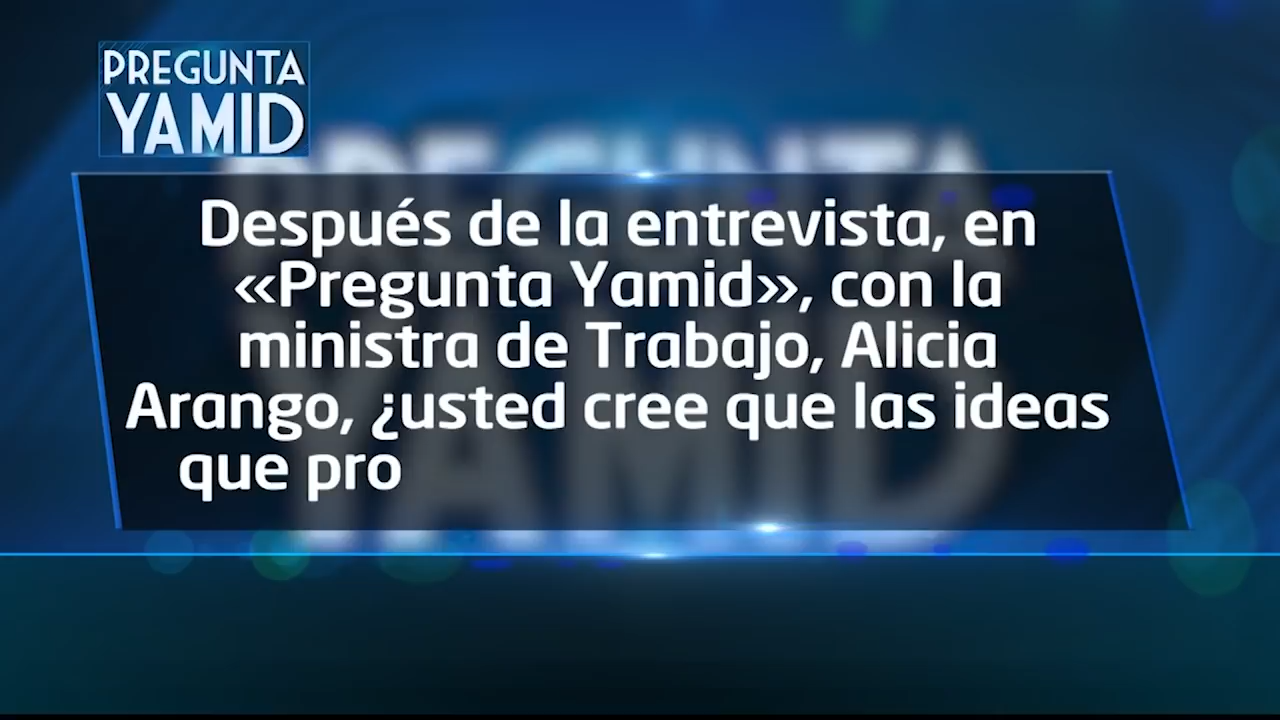 PREGUNTA
YAMID
Después de la entrevista, en
«Pregunta Yamid», con la
ministra de Trabajo, Alicia
Arango, ¿usted cree que las ideas
que pro